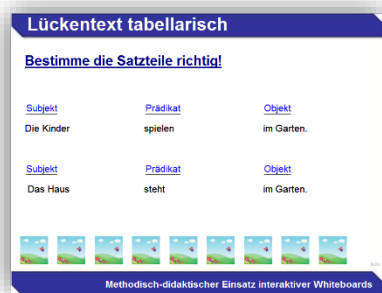 Lückentext tabellarisch
Bestimme die Satzteile richtig!
Subjekt Prädikat Objekt
Die Kinder spielen im Garten.
Subjekt Prädikat Objekt
Das Haus steht im Garten.
Methodisch-didaktischer Einsatz interaktiver Whiteboards